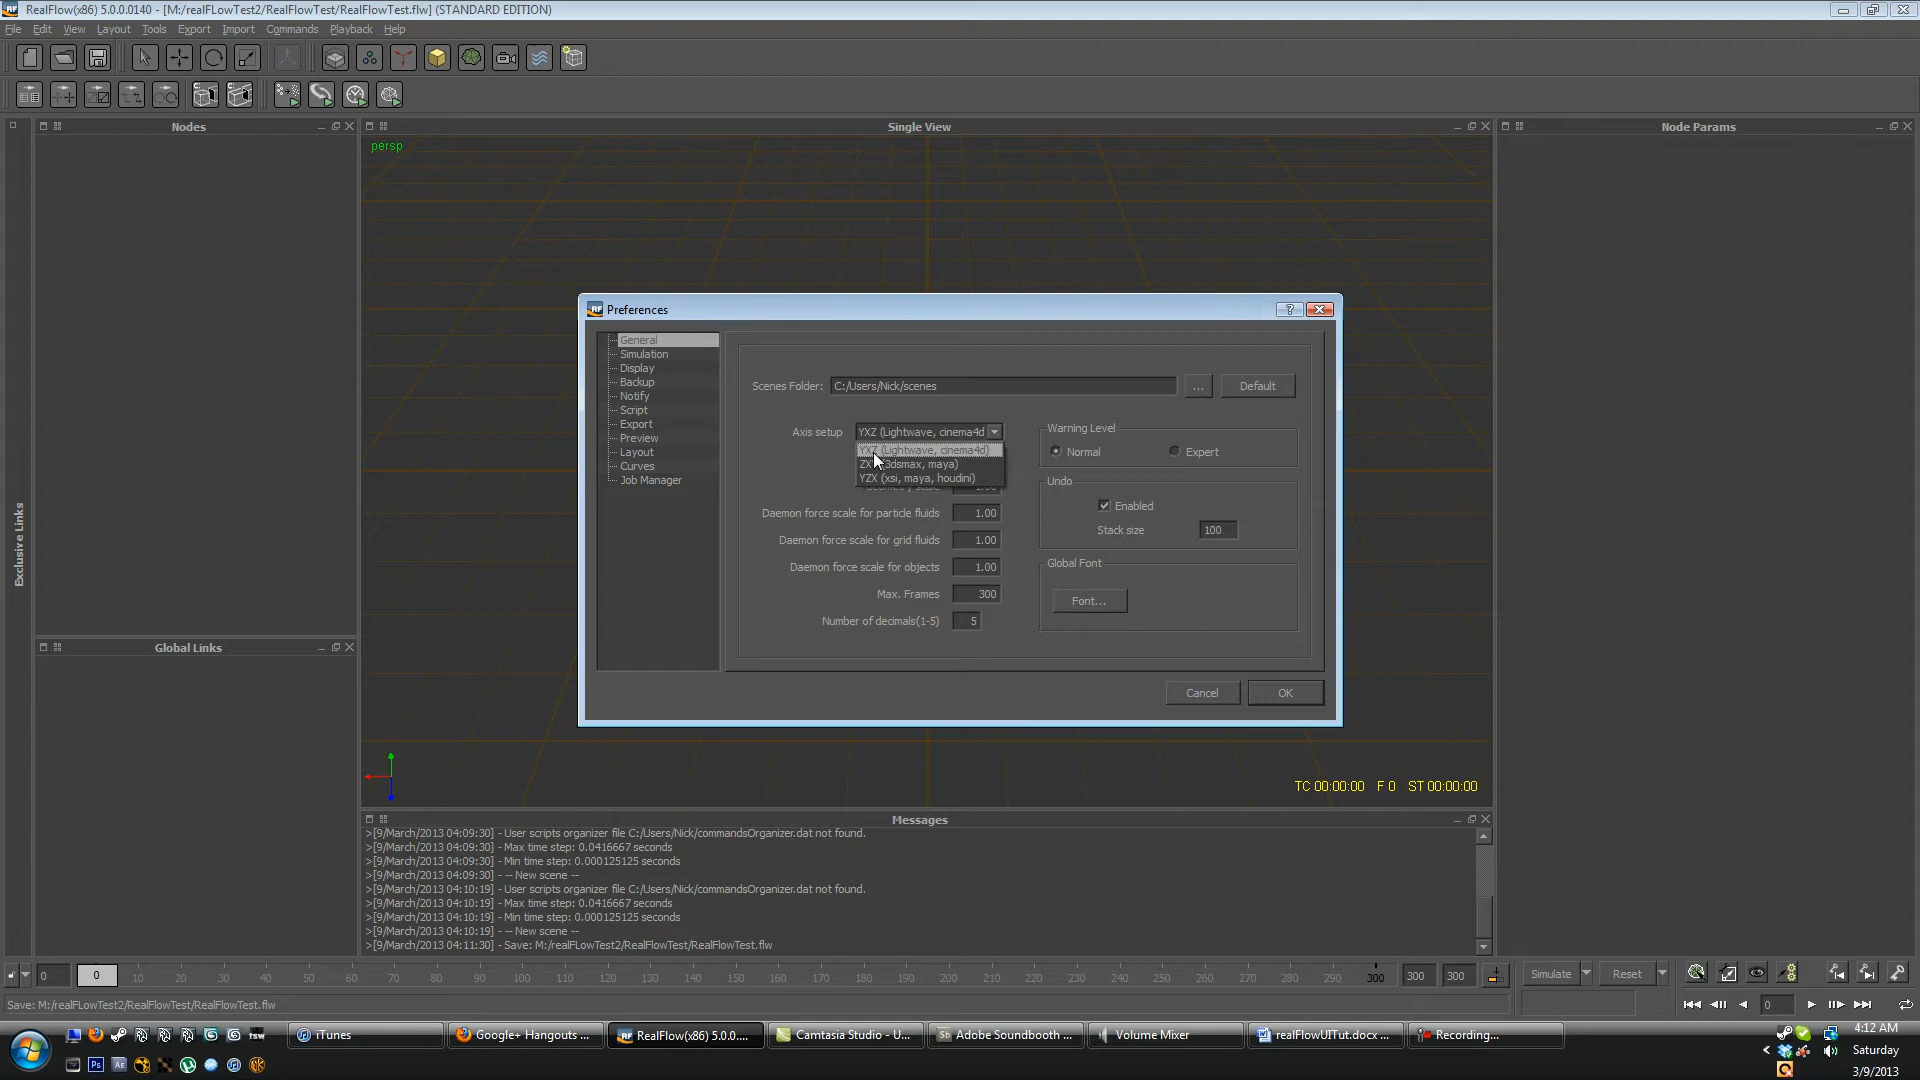 RealFlow(x86) 5.0.0.0140 - [M:/realFLowTest2/RealFlowTest/RealFlowTest.flw] (STANDARD EDITION)
File Edit View Layout Tools Export Import Commands Playback Help
Nodes
Single View
Node Params
persp
Preferences
General
Simulation
Display
Backup
Notify
Script
Export
Preview
Layout
Curves
Job Manager
Scenes Folder: C:/Users/Nick/scenes ... Default
Axis setup YXZ (Lightwave, cinema4d
YXZ (Lightwave, cinema4d)
(3dsmax, maya)
YZX (xsi, maya, houdini)
Daemon force scale for particle fluids 1.00
Daemon force scale for grid fluids 1.00
Daemon force scale for objects 1.00
Max. Frames 300
Number of decimals(1-5) 5
Warning Level
Normal Expert
Undo
Enabled
Stack size 100
Global Font
Font...
Cancel OK
Exclusive Links
Global Links
TC 00:00:00 F 0 ST 00:00:00
Messages
>[9/March/2013 04:09:30] - User scripts organizer file C:/Users/Nick/commandsOrganizer.dat not found.
>[9/March/2013 04:09:30] - Max time step: 0.0416667 seconds
>[9/March/2013 04:09:30] - Min time step: 0.000125125 seconds
>[9/March/2013 04:09:30] - -- New scene --
>[9/March/2013 04:10:19] - User scripts organizer file C:/Users/Nick/commandsOrganizer.dat not found.
>[9/March/2013 04:10:19] - Max time step: 0.0416667 seconds
>[9/March/2013 04:10:19] - Min time step: 0.000125125 seconds
>[9/March/2013 04:10:19] - -- New scene --
>[9/March/2013 04:11:30] - Save: M:/realFLowTest2/RealFlowTest/RealFlowTest.flw
0 0 10 20 30 40 50 60 70 80 90 100 110 120 130 140 150 160 170 180 190 200 210 220 230 240 250 260 270 280 290 300 300 300 Simulate Reset
Save: M:/realFLowTest2/RealFlowTest/RealFlowTest.flw
0
iTunes Google+ Hangouts ... RealFlow(x86) 5.0.0.... Camtasia Studio - U... Adobe Soundbooth ... Volume Mixer realFlowUITut.docx ... Recording...
4:12 AM
Saturday
3/9/2013